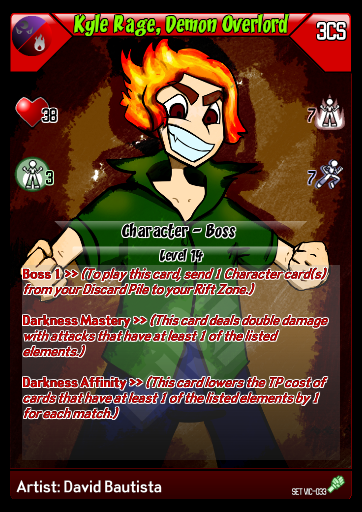 Kyle Rage, Demon Overlord
3CS
38
7
3
7
Character - Boss
Level 14
Boss 1 >> (To play this card, send 1 Character card(s)
from your Discard Pile to your Rift Zone.)
Darkness Mastery >> (This card deals double damage
with attacks that have at least 1 of the listed
elements.)
Darkness Affinity >> (This card lowers the TP cost of
cards that have at least 1 of the listed elements by 1
for each match.)
Artist: David Bautista
SET VIC-033